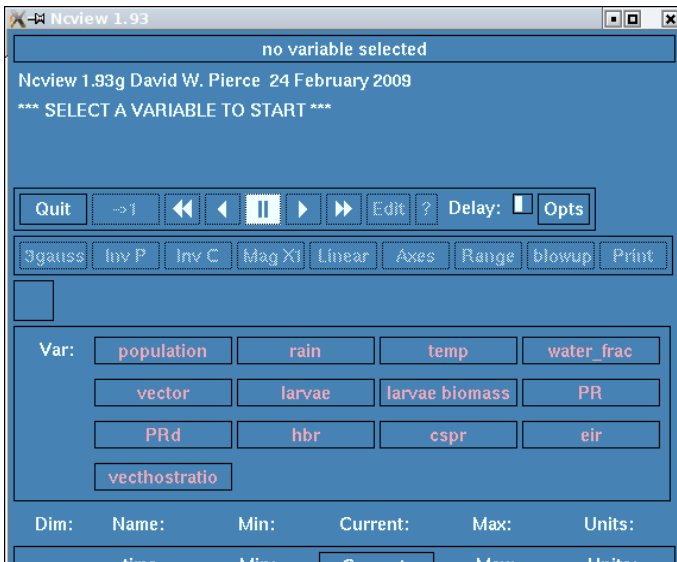 Ncview 1.93
no variable selected
Ncview 1.93g David W. Pierce 24 February 2009
*** SELECT A VARIABLE TO START ***
Quit ->1 Edit ? Delay: Opts
3gauss Inv P Inv C Mag X1 Linear Axes Range blowup Print
Var: population rain temp water_frac
vector larvae larvae biomass PR
PRd hbr cspr eir
vecthostratio
Dim: Name: Min: Current: Max: Units: